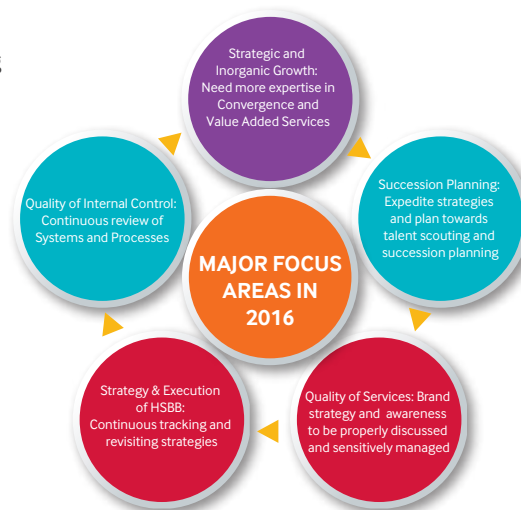 Strategic and
Inorganic Growth:
Need more expertise in
Convergence and
Value Added Services
Succession Planning:
Expedite strategies
and plan towards
talent scouting and
succession planning
Quality of Services: Brand
strategy and awareness
to be properly discussed
and sensitively managed
Strategy & Execution
of HSBB:
Continuous tracking and
revisiting strategies
Quality of Internal Control:
Continuous review of
Systems and Processes
MAJOR FOCUS
AREAS IN
2016